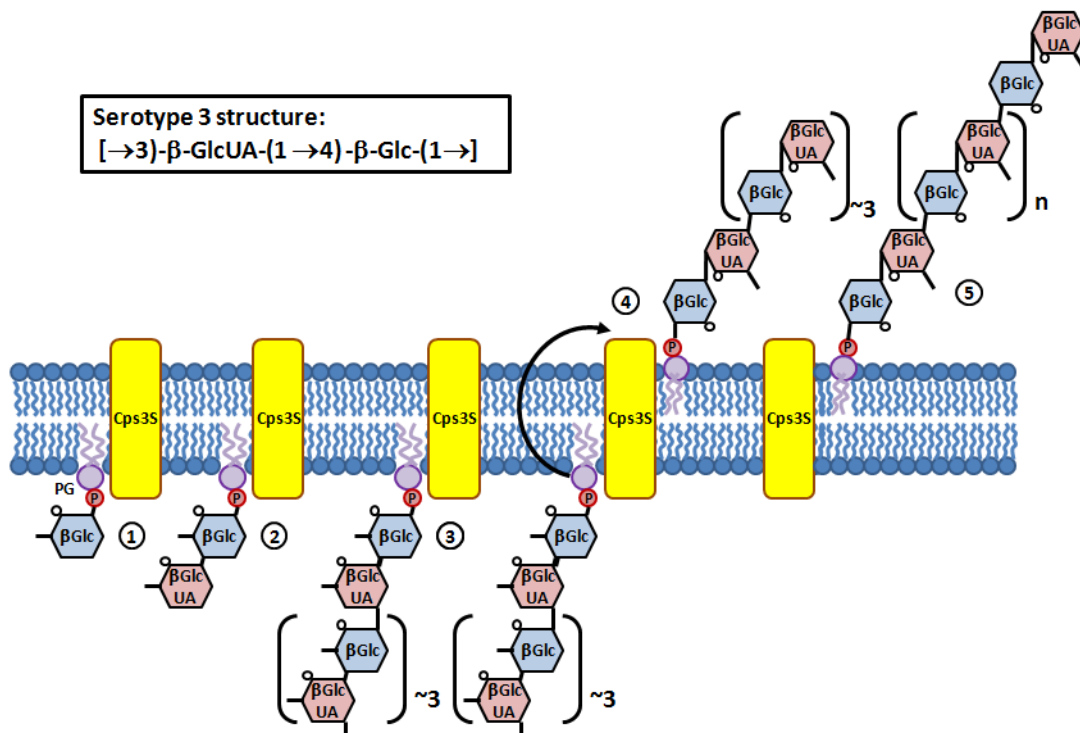 Serotype 3 structure:
[→3)-β-GlcUA-(1→4)-β-Glc-(1→]
βGlc
UA
βGlc
βGlc
UA
βGlc
UA
βGlc
~3
βGlc
n
βGlc
UA
βGlc
UA
4
βGlc
βGlc
5
P
P
Cps3S
Cps3S
Cps3S
Cps3S
Cps3S
PG
P
P
P
P
βGlc
1
βGlc
2
βGlc
3
βGlc
βGlc
UA
βGlc
UA
βGlc
UA
βGlc
βGlc
βGlc
UA
~3
βGlc
UA
~3